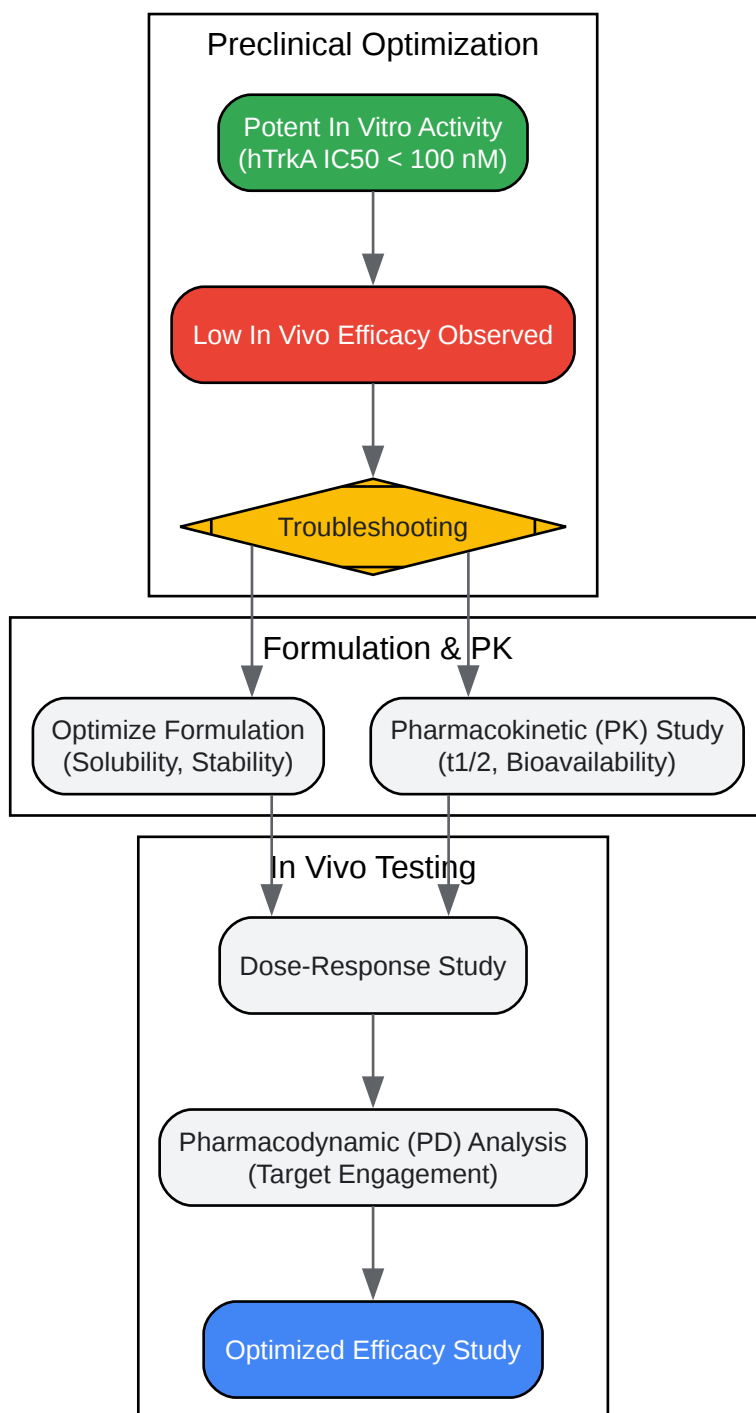 Preclinical Optimization
Potent In Vitro Activity
(hTrkA IC50 < 100 nM)
Low In Vivo Efficacy Observed
Troubleshooting
Formulation & PK
Optimize Formulation
(Solubility, Stability)
Pharmacokinetic (PK) Study
(t1/2, Bioavailability)
In Vivo Testing
Dose-Response Study
Pharmacodynamic (PD) Analysis
(Target Engagement)
Optimized Efficacy Study